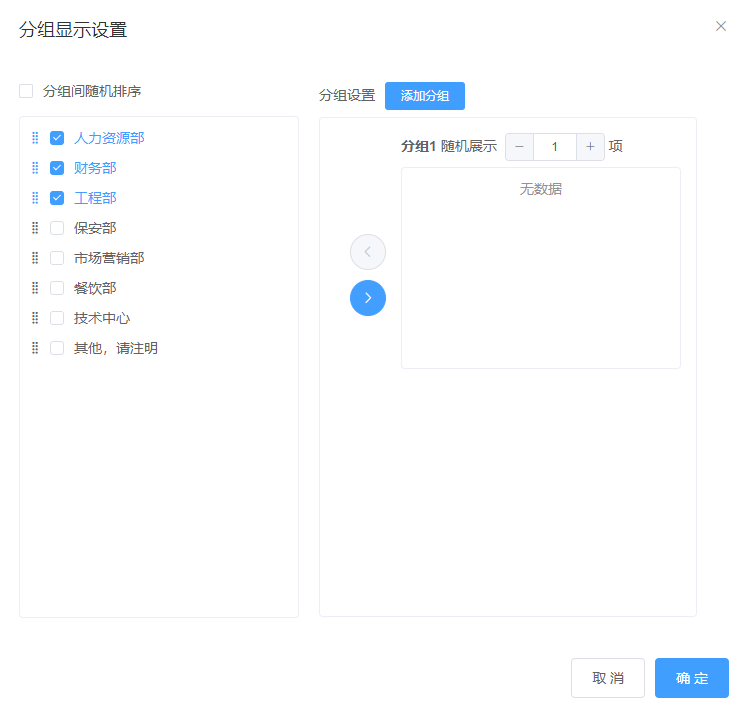 分组显示设置
分组间随机排序
人力资源部
财务部
工程部
保安部
市场营销部
餐饮部
技术中心
其他，请注明
分组设置 添加分组
分组1 随机展示 − 1 + 项
无数据
取 消 确 定